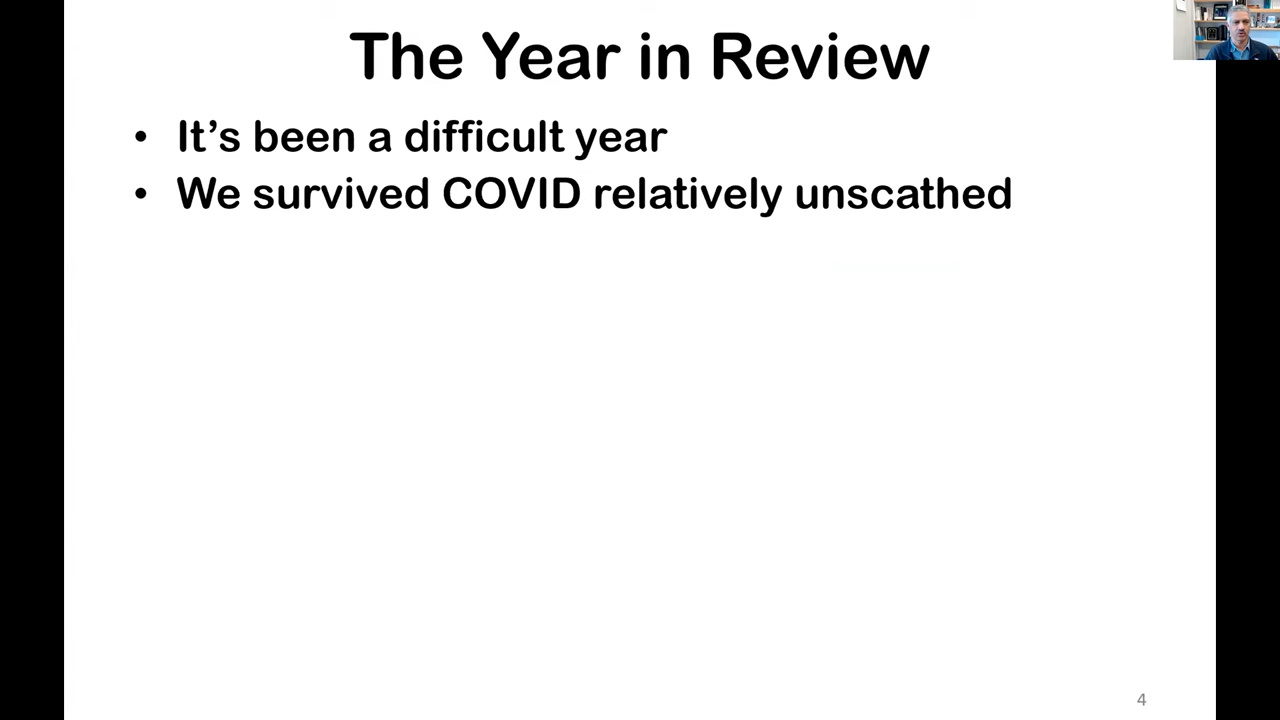 The Year in Review
• It’s been a difficult year
• We survived COVID relatively unscathed
4